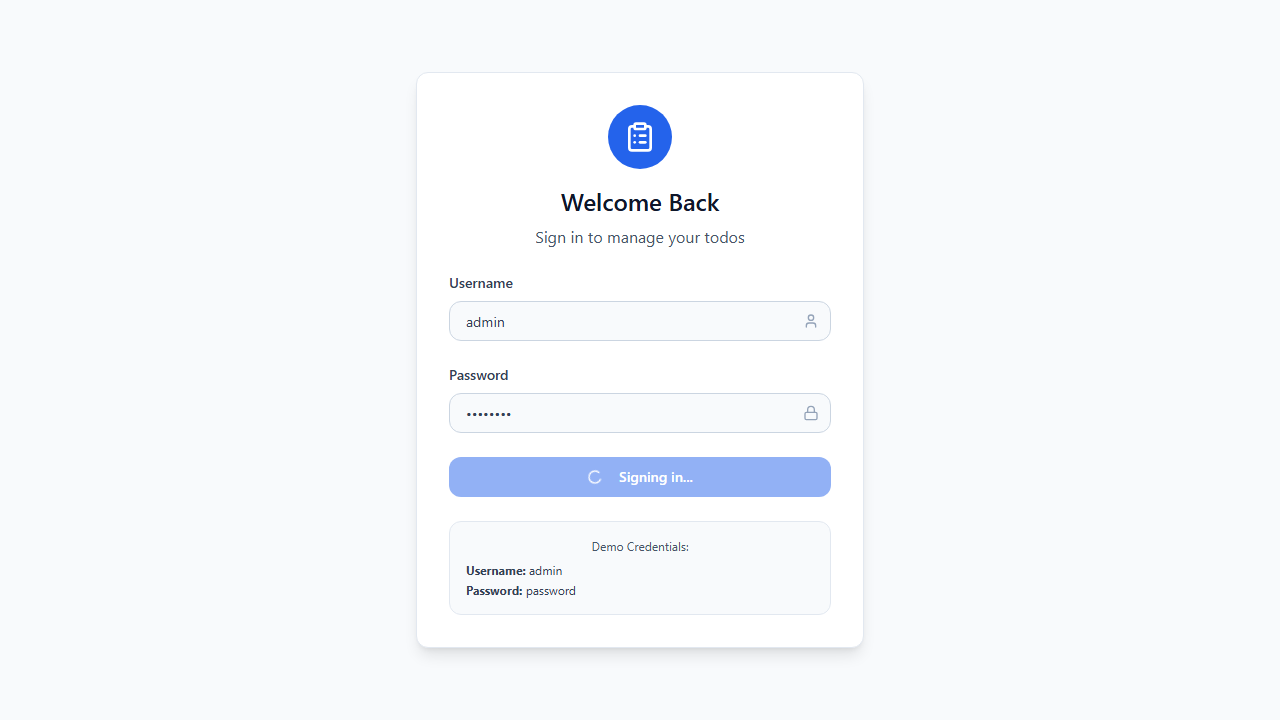 Welcome Back
Sign in to manage your todos
Username
admin
Password
••••••••
Signing in...
Demo Credentials:
Username: admin
Password: password